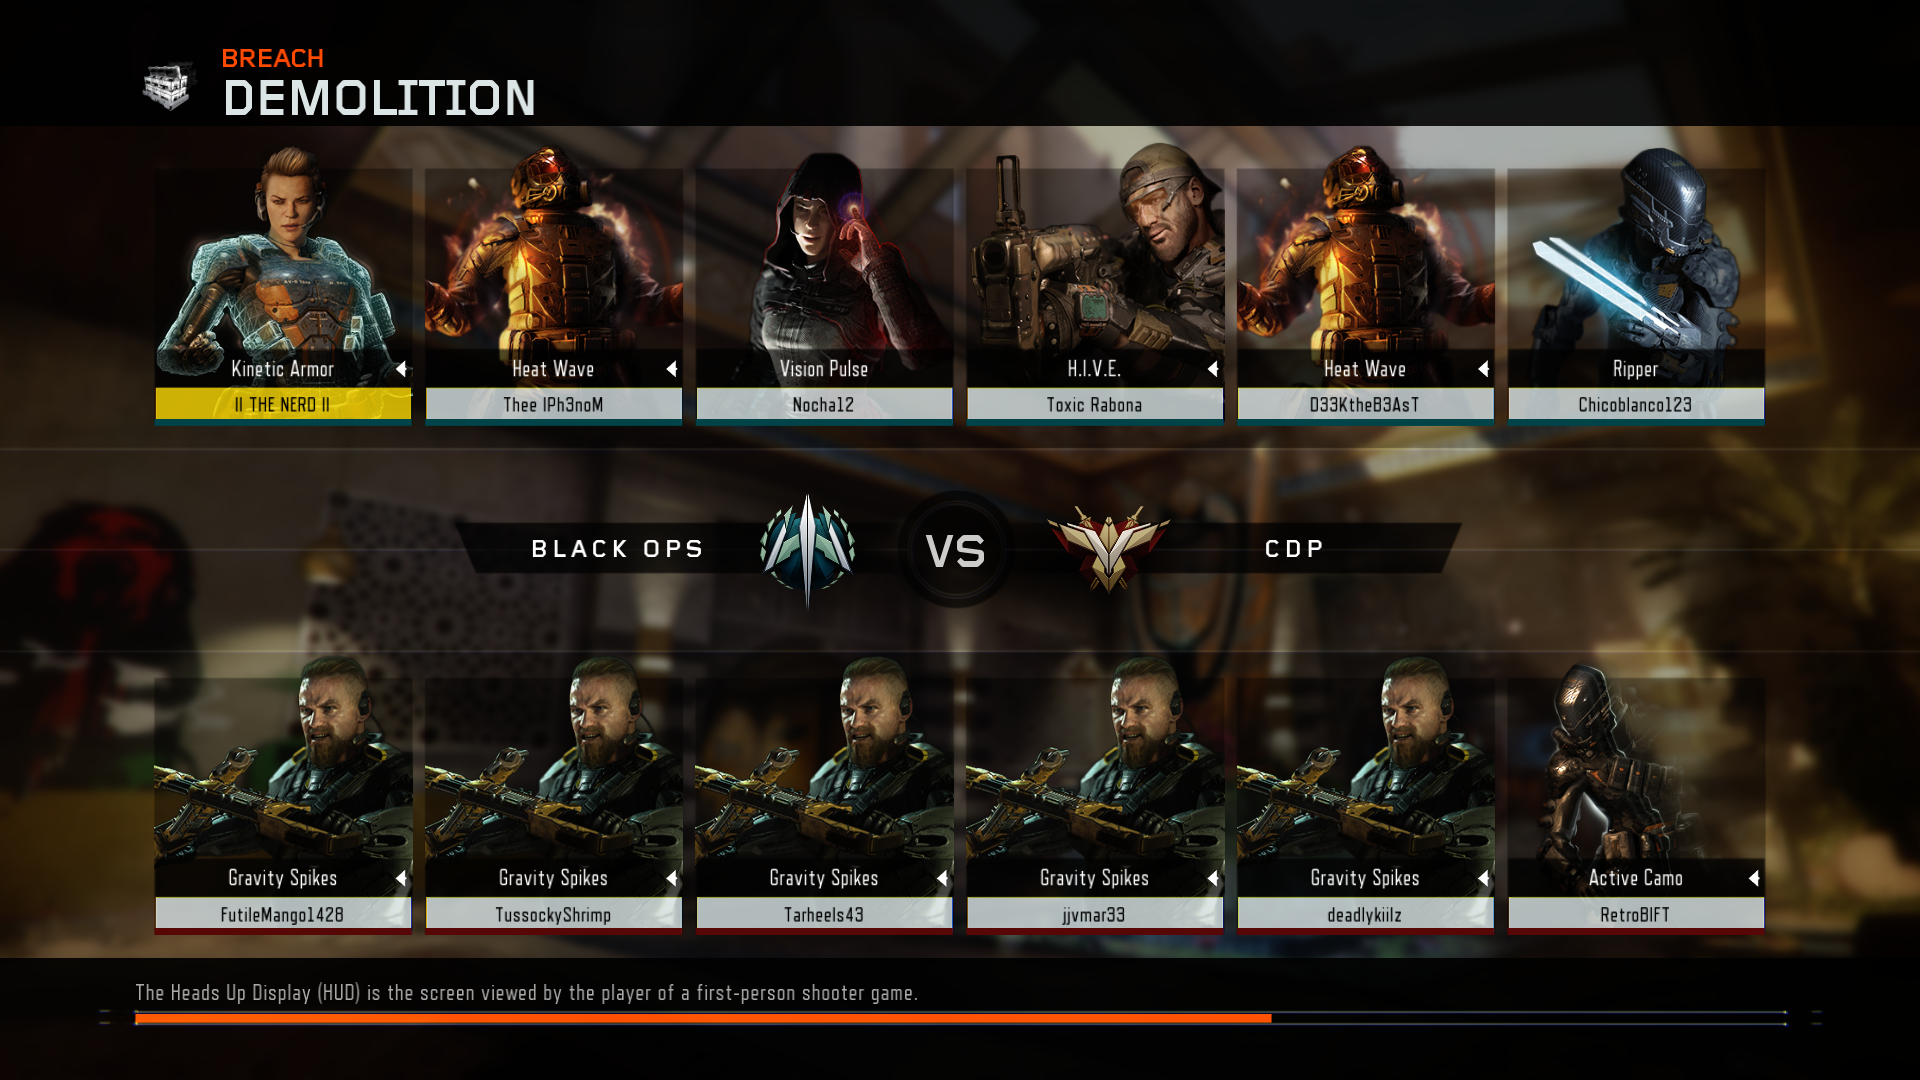 BREACH
DEMOLITION
Kinetic Armor
Heat Wave
Vision Pulse
H.I.V.E.
Heat Wave
Ripper
II THE NERD II
Thee IPh3noM
Nocha12
Toxic Rabona
D33KtheB3AsT
Chicoblanco123
BLACK OPS
VS
CDP
Gravity Spikes
Gravity Spikes
Gravity Spikes
Gravity Spikes
Gravity Spikes
Active Camo
FutileMango1428
TussockyShrimp
Tarheels43
jjvmar33
deadlykiilz
RetroBIFT
The Heads Up Display (HUD) is the screen viewed by the player of a first-person shooter game.